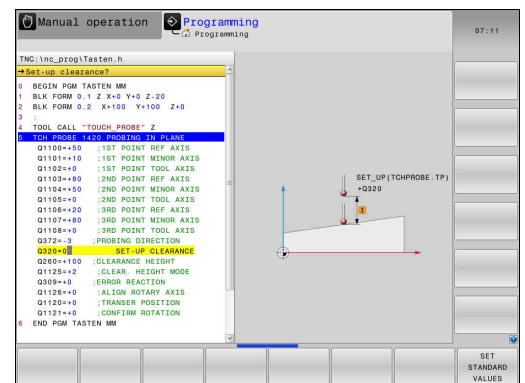 Manual operation
Programming
Programming
07:11
TNC:\nc_prog\Tasten.h
→Set-up clearance?
0 BEGIN PGM TASTEN MM
1 BLK FORM 0.1 Z X+0 Y+0 Z-20
2 BLK FORM 0.2 X+100 Y+100 Z+0
3 ;
4 TOOL CALL "TOUCH_PROBE" Z
5 TCH PROBE 1420 PROBING IN PLANE
Q1100=+50 ;1ST POINT REF AXIS
Q1101=+10 ;1ST POINT MINOR AXIS
Q1102=+0 ;1ST POINT TOOL AXIS
Q1103=+80 ;2ND POINT REF AXIS
Q1104=+50 ;2ND POINT MINOR AXIS
Q1105=+0 ;2ND POINT TOOL AXIS
Q1106=+20 ;3RD POINT REF AXIS
Q1107=+80 ;3RD POINT MINOR AXIS
Q1108=+0 ;3RD POINT TOOL AXIS
Q372=-3 ;PROBING DIRECTION
Q320=0 SET-UP CLEARANCE
Q260=+100 ;CLEARANCE HEIGHT
Q1125=+2 ;CLEAR. HEIGHT MODE
Q309=+0 ;ERROR REACTION
Q1126=+0 ;ALIGN ROTARY AXIS
Q1120=+0 ;TRANSER POSITION
Q1121=+0 ;CONFIRM ROTATION
6 END PGM TASTEN MM
SET_UP(TCHPROBE.TP)
+Q320
I
SET
STANDARD
VALUES